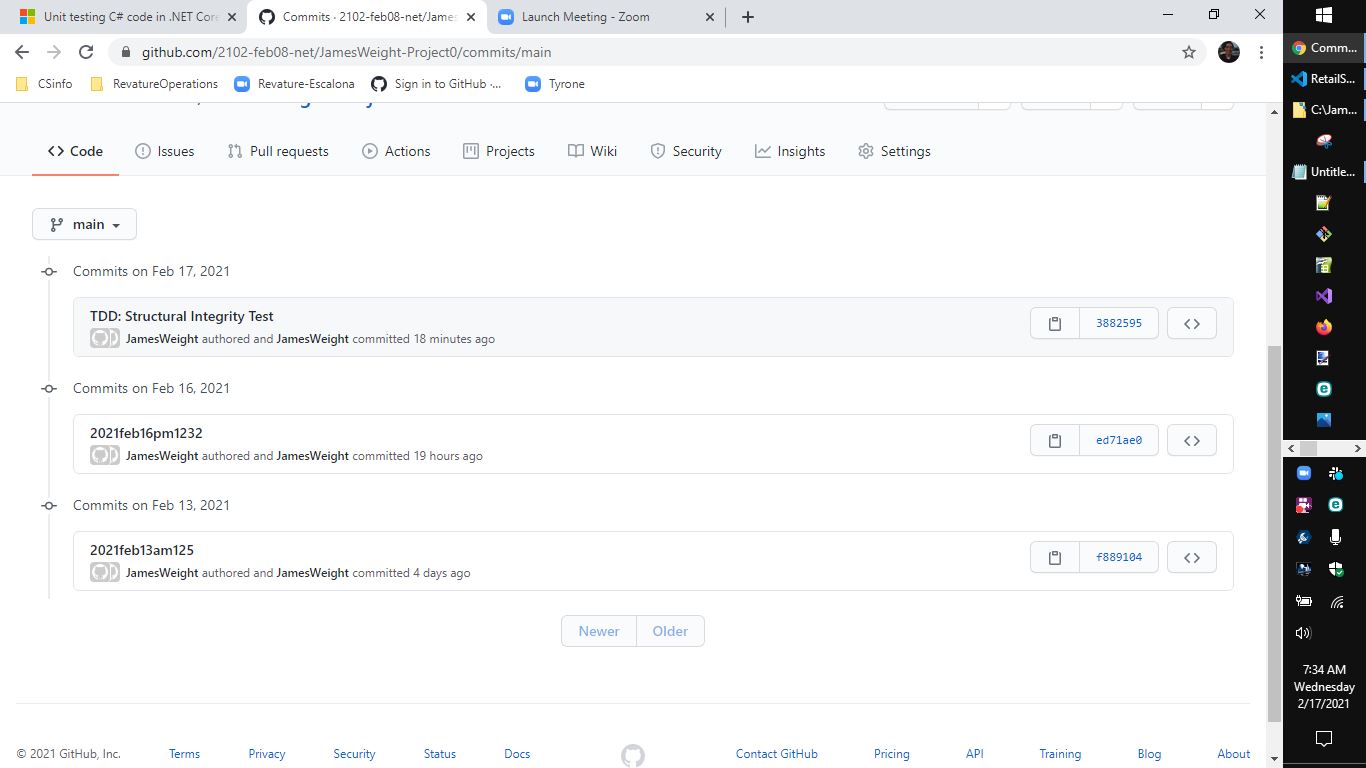 Unit testing C# code in .NET Core
Commits · 2102-feb08-net/James
Launch Meeting - Zoom
github.com/2102-feb08-net/JamesWeight-Project0/commits/main
CSinfo
RevatureOperations
Revature-Escalona
Sign in to GitHub ·...
Tyrone
Code
Issues
Pull requests
Actions
Projects
Wiki
Security
Insights
Settings
main
Commits on Feb 17, 2021
TDD: Structural Integrity Test
JamesWeight authored and JamesWeight committed 18 minutes ago
3882595
Commits on Feb 16, 2021
2021feb16pm1232
JamesWeight authored and JamesWeight committed 19 hours ago
ed71ae0
Commits on Feb 13, 2021
2021feb13am125
JamesWeight authored and JamesWeight committed 4 days ago
f889104
Newer
Older
© 2021 GitHub, Inc.
Terms
Privacy
Security
Status
Docs
Contact GitHub
Pricing
API
Training
Blog
About
Comm...
RetailS...
C:\Jam...
Untitle...
7:34 AM
Wednesday
2/17/2021